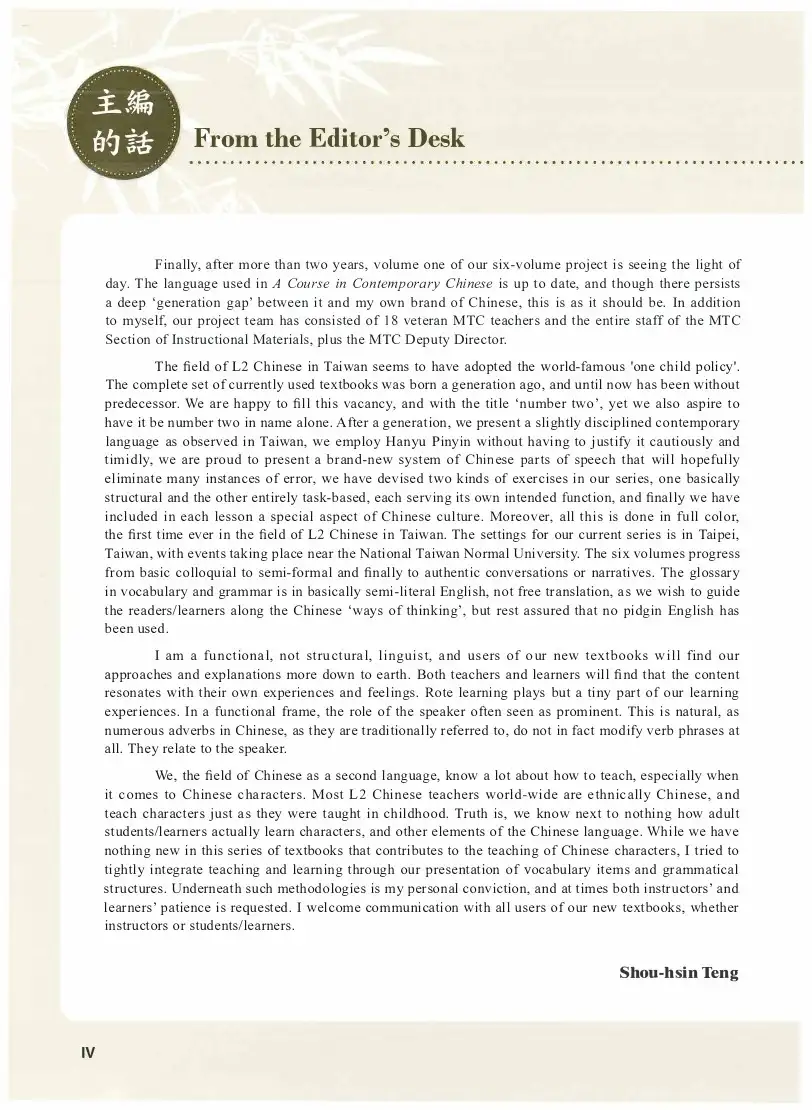 主編
的話
From the Editor's Desk
Finally, after more than two years, volume one of our six-volume project is seeing the light of
day. The language used in A Course in Contemporary Chinese is up to date, and though there persists
a deep ‘generation gap’ between it and my own brand of Chinese, this is as it should be. In addition
to myself, our project team has consisted of 18 veteran MTC teachers and the entire staff of the MTC
Section of Instructional Materials, plus the MTC Deputy Director.
The field of L2 Chinese in Taiwan seems to have adopted the world-famous 'one child policy'.
The complete set of currently used textbooks was born a generation ago, and until now has been without
predecessor. We are happy to fill this vacancy, and with the title ‘number two’, yet we also aspire to
have it be number two in name alone. After a generation, we present a slightly disciplined contemporary
language as observed in Taiwan, we employ Hanyu Pinyin without having to justify it cautiously and
timidly, we are proud to present a brand-new system of Chinese parts of speech that will hopefully
eliminate many instances of error, we have devised two kinds of exercises in our series, one basically
structural and the other entirely task-based, each serving its own intended function, and finally we have
included in each lesson a special aspect of Chinese culture. Moreover, all this is done in full color,
the first time ever in the field of L2 Chinese in Taiwan. The settings for our current series is in Taipei,
Taiwan, with events taking place near the National Taiwan Normal University. The six volumes progress
from basic colloquial to semi-formal and finally to authentic conversations or narratives. The glossary
in vocabulary and grammar is in basically semi-literal English, not free translation, as we wish to guide
the readers/learners along the Chinese ‘ways of thinking’, but rest assured that no pidgin English has
been used.
I am a functional, not structural, linguist, and users of our new textbooks will find our
approaches and explanations more down to earth. Both teachers and learners will find that the content
resonates with their own experiences and feelings. Rote learning plays but a tiny part of our learning
experiences. In a functional frame, the role of the speaker often seen as prominent. This is natural, as
numerous adverbs in Chinese, as they are traditionally referred to, do not in fact modify verb phrases at
all. They relate to the speaker.
We, the field of Chinese as a second language, know a lot about how to teach, especially when
it comes to Chinese characters. Most L2 Chinese teachers world-wide are ethnically Chinese, and
teach characters just as they were taught in childhood. Truth is, we know next to nothing how adult
students/learners actually learn characters, and other elements of the Chinese language. While we have
nothing new in this series of textbooks that contributes to the teaching of Chinese characters, I tried to
tightly integrate teaching and learning through our presentation of vocabulary items and grammatical
structures. Underneath such methodologies is my personal conviction, and at times both instructors’ and
learners’ patience is requested. I welcome communication with all users of our new textbooks, whether
instructors or students/learners.
Shou-hsin Teng
IV